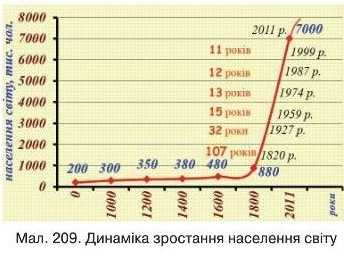 населення світу, тис. чол.
8000
7000
6000
5000
4000
3000
2000
1000
0
2011 р.
7000
11 років
1999 р.
12 років
1987 р.
13 років
1974 р.
15 років
1959 р.
32 роки
1927 р.
107 років
1820 р.
200
300
350
380
480
880
0
1000
1200
1400
1600
1800
2011
роки
Мал. 209. Динаміка зростання населення світу